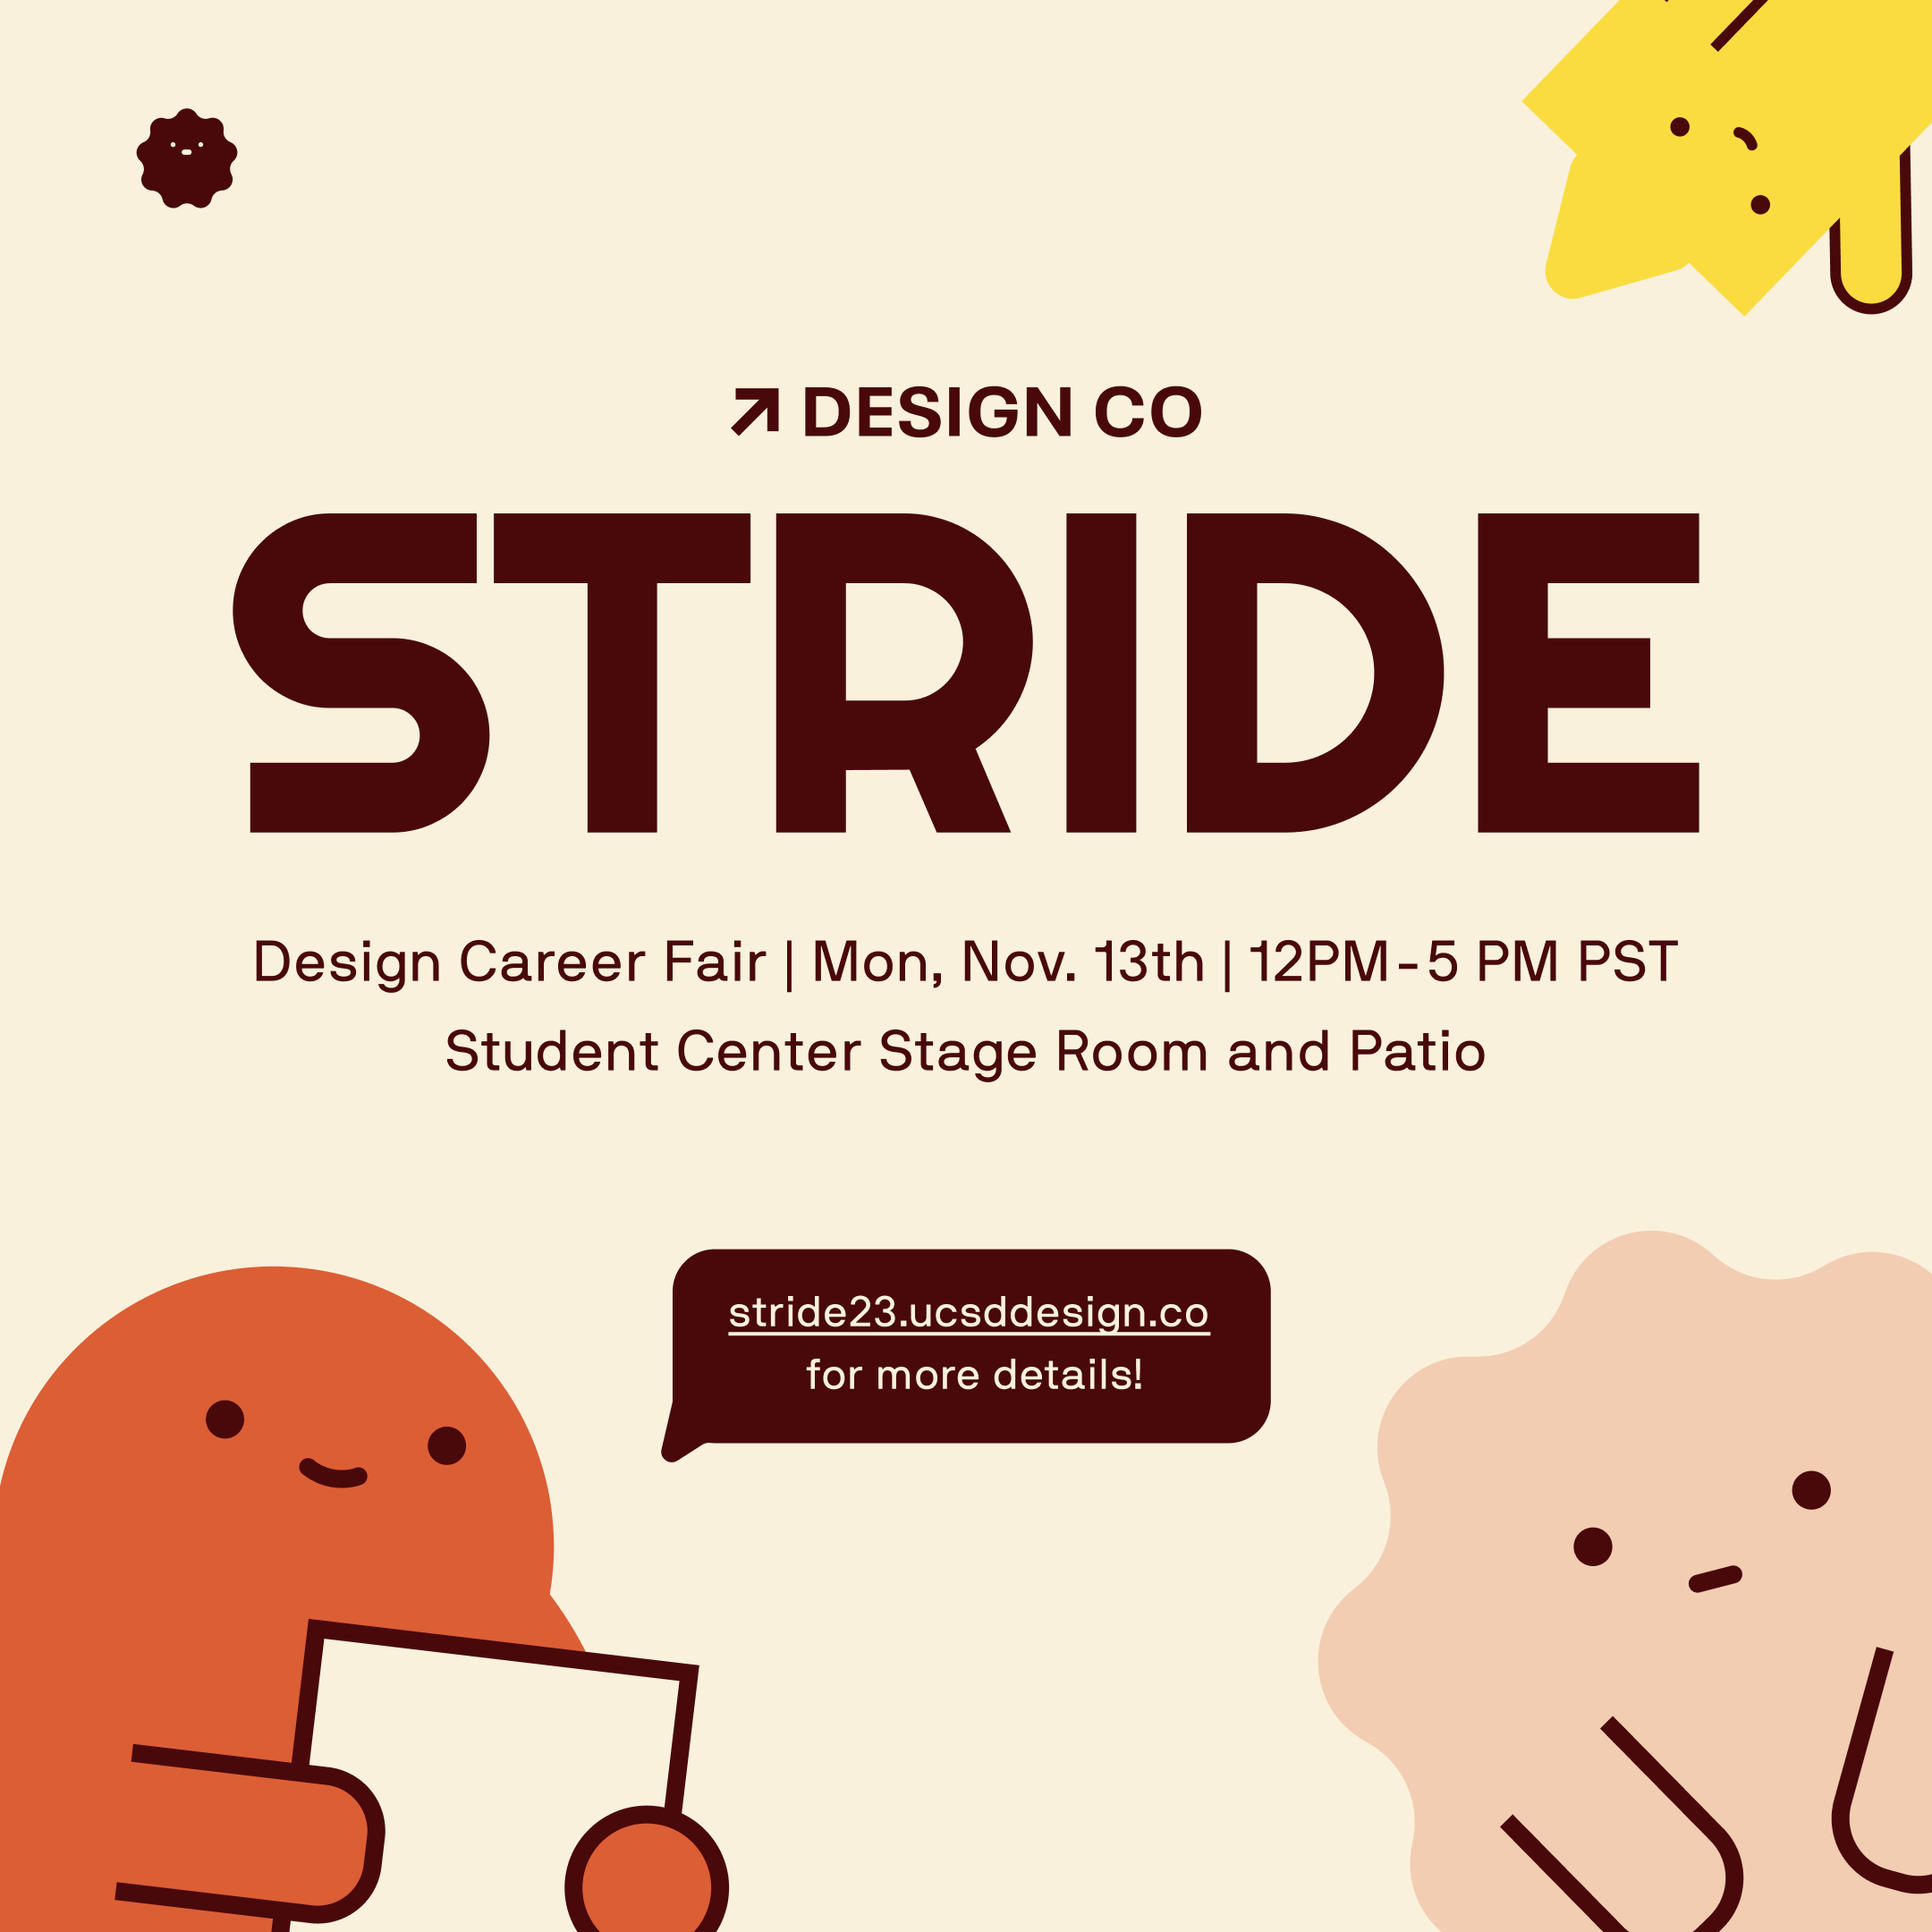 DESIGN CO
STRIDE
Design Career Fair | Mon, Nov. 13th | 12PM-5 PM PST
Student Center Stage Room and Patio
stride23.ucsddesign.co
for more details!